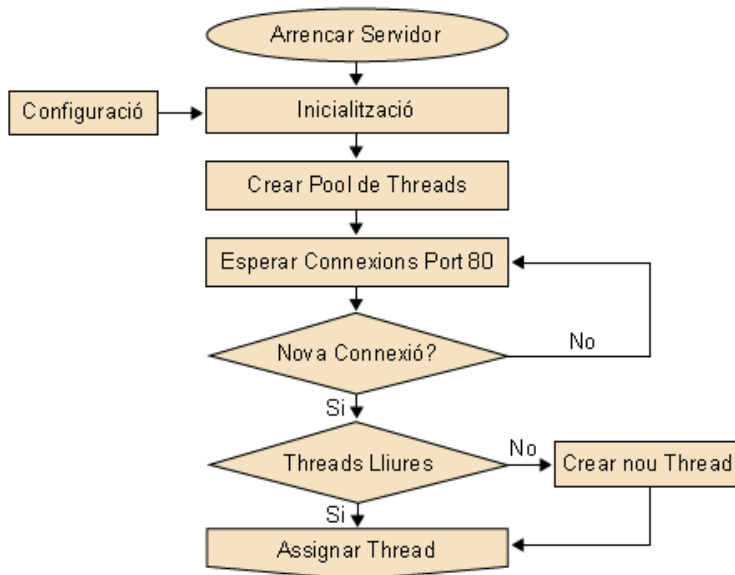 Arrencar Servidor
Configuració
Inicialització
Crear Pool de Threads
Esperar Connexions Port 80
Nova Connexió?
No
Si
Threads Lliures
No
Crear nou Thread
Si
Assignar Thread